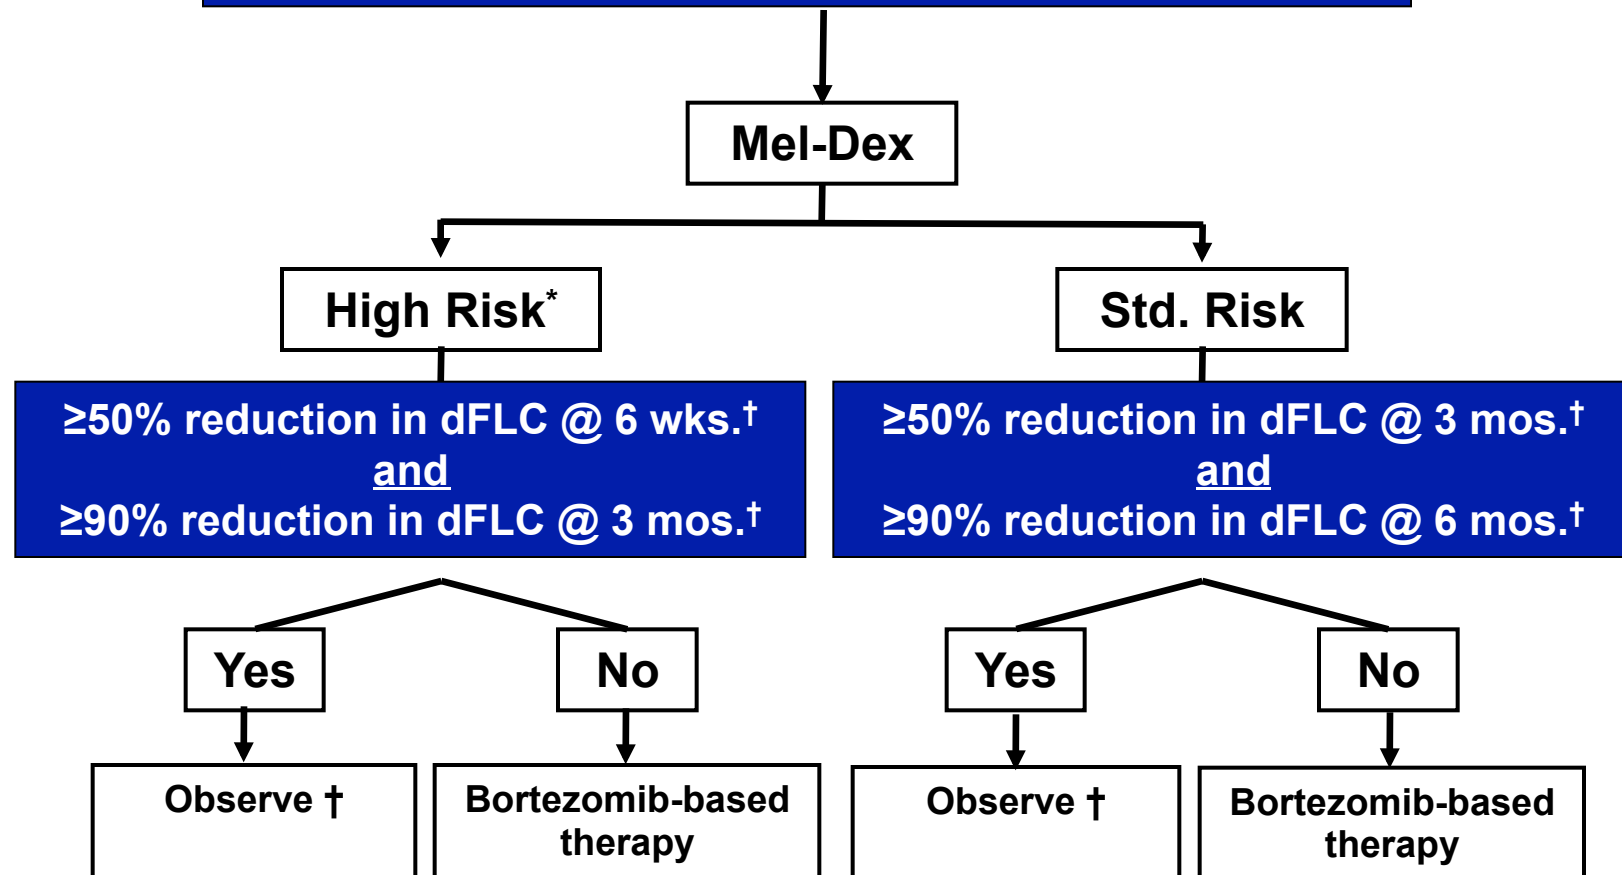 Mel-Dex
High Risk*
Std. Risk
≥50% reduction in dFLC @ 6 wks.†
and
≥90% reduction in dFLC @ 3 mos.†
≥50% reduction in dFLC @ 3 mos.†
and
≥90% reduction in dFLC @ 6 mos.†
Yes
No
Yes
No
Observe †
Bortezomib-based
therapy
Observe †
Bortezomib-based
therapy